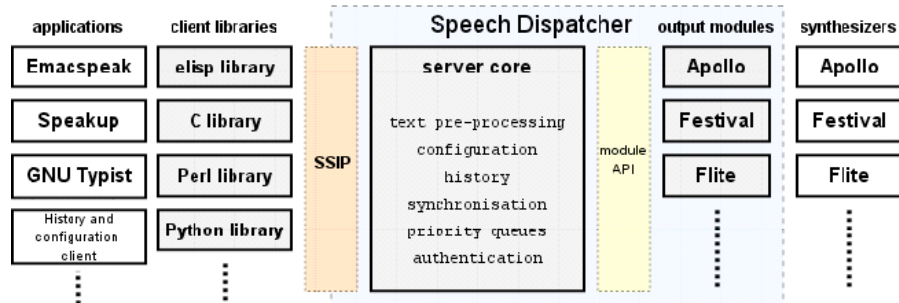 Speech Dispatcher
applications
client libraries
output modules
synthesizers
Emacspeak
Speakup
GNU Typist
History and
configuration
client
elisp library
C library
Perl library
Python library
SSIP
server core
text pre-processing
configuration
history
synchronisation
priority queues
authentication
module
API
Apollo
Festival
Flite
Apollo
Festival
Flite